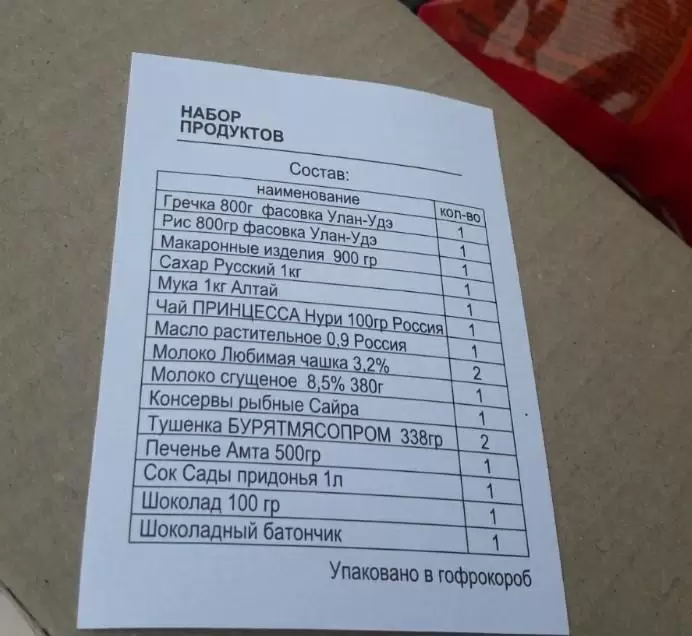 НАБОР
ПРОДУКТОВ
Состав:
наименование кол-во
Гречка 800г фасовка Улан-Удэ 1
Рис 800гр фасовка Улан-Удэ 1
Макаронные изделия 900 гр 1
Сахар Русский 1кг 1
Мука 1кг Алтай 1
Чай ПРИНЦЕССА Нури 100гр Россия 1
Масло растительное 0,9 Россия 1
Молоко Любимая чашка 3,2% 2
Молоко сгущеное 8,5% 380г 1
Консервы рыбные Сайра 1
Тушенка БУРЯТМЯСОПРОМ 338гр 2
Печенье Амта 500гр 1
Сок Сады придонья 1л 1
Шоколад 100 гр 1
Шоколадный батончик 1
Упаковано в гофрокороб